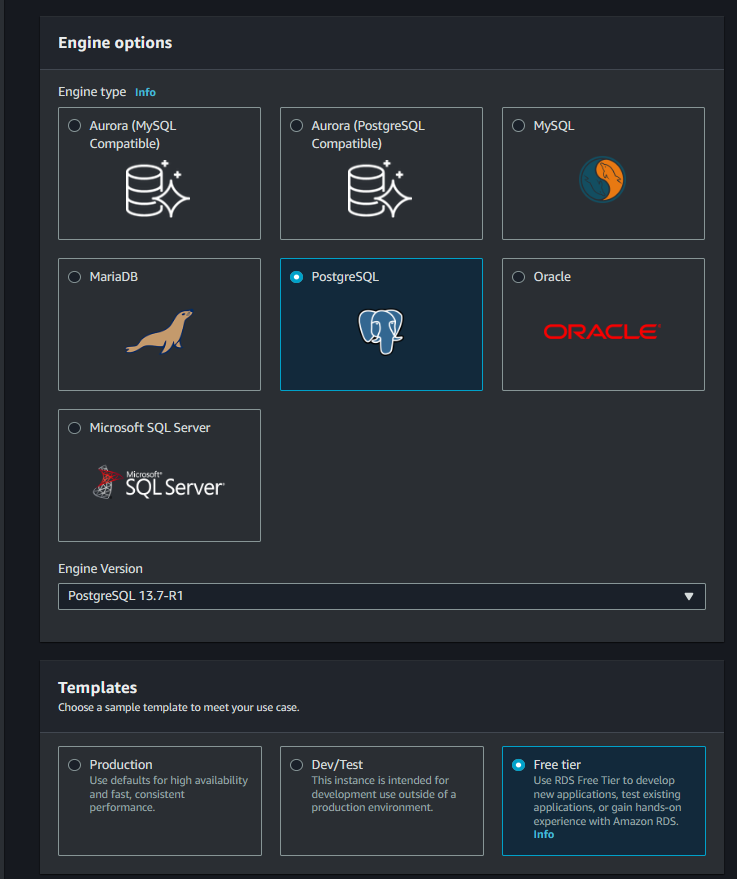 Engine options
Engine type Info
Aurora (MySQL
Compatible)
Aurora (PostgreSQL
Compatible)
MySQL
MariaDB
PostgreSQL
Oracle
ORACLE
Microsoft SQL Server
Microsoft
SQL Server
Engine Version
PostgreSQL 13.7-R1
Templates
Choose a sample template to meet your use case.
Production
Use defaults for high availability
and fast, consistent
performance.
Dev/Test
This instance is intended for
development use outside of a
production environment.
Free tier
Use RDS Free Tier to develop
new applications, test existing
applications, or gain hands-on
experience with Amazon RDS.
Info